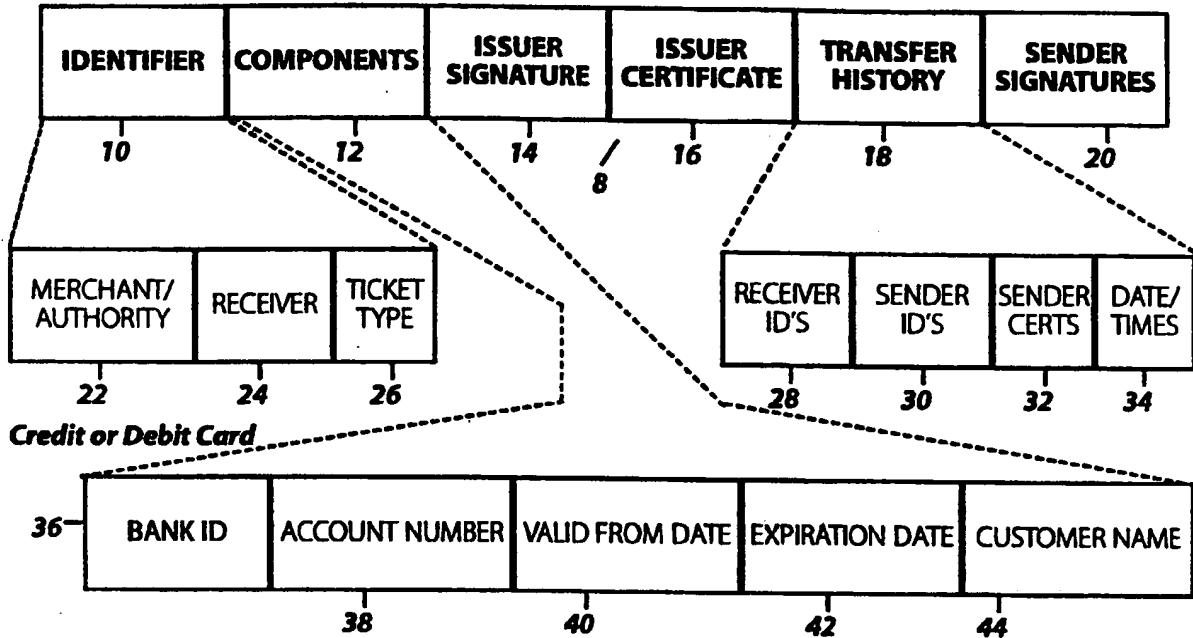 IDENTIFIER
COMPONENTS
ISSUER
SIGNATURE
ISSUER
CERTIFICATE
TRANSFER
HISTORY
SENDER
SIGNATURES
10
12
14
8
16
18
20
MERCHANT/
AUTHORITY
RECEIVER
TICKET
TYPE
RECEIVER
ID'S
SENDER
ID'S
SENDER
CERTS
DATE/
TIMES
22
24
26
28
30
32
34
Credit or Debit Card
36
BANK ID
ACCOUNT NUMBER
VALID FROM DATE
EXPIRATION DATE
CUSTOMER NAME
38
40
42
44